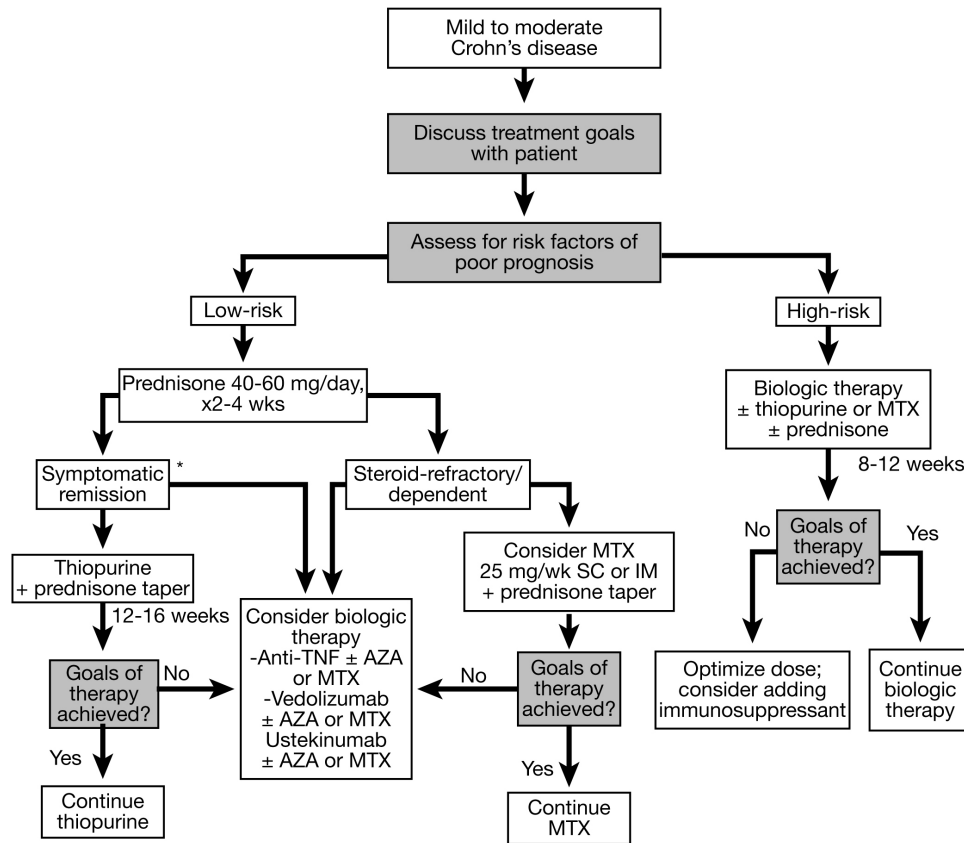 Mild to moderate
Crohn’s disease
Discuss treatment goals
with patient
Assess for risk factors of
poor prognosis
Low-risk
High-risk
Prednisone 40-60 mg/day,
x2-4 wks
Biologic therapy
± thiopurine or MTX
± prednisone
8-12 weeks
Symptomatic
remission
*
Steroid-refractory/
dependent
No
Goals of
therapy
achieved?
Yes
Thiopurine
+ prednisone taper
12-16 weeks
Consider MTX
25 mg/wk SC or IM
+ prednisone taper
Consider biologic
therapy
-Anti-TNF ± AZA
or MTX
-Vedolizumab
± AZA or MTX
Ustekinumab
± AZA or MTX
Goals of
therapy
achieved?
No
Yes
No
Goals of
therapy
achieved?
Yes
Optimize dose;
consider adding
immunosuppressant
Continue
biologic
therapy
Continue
thiopurine
Continue
MTX